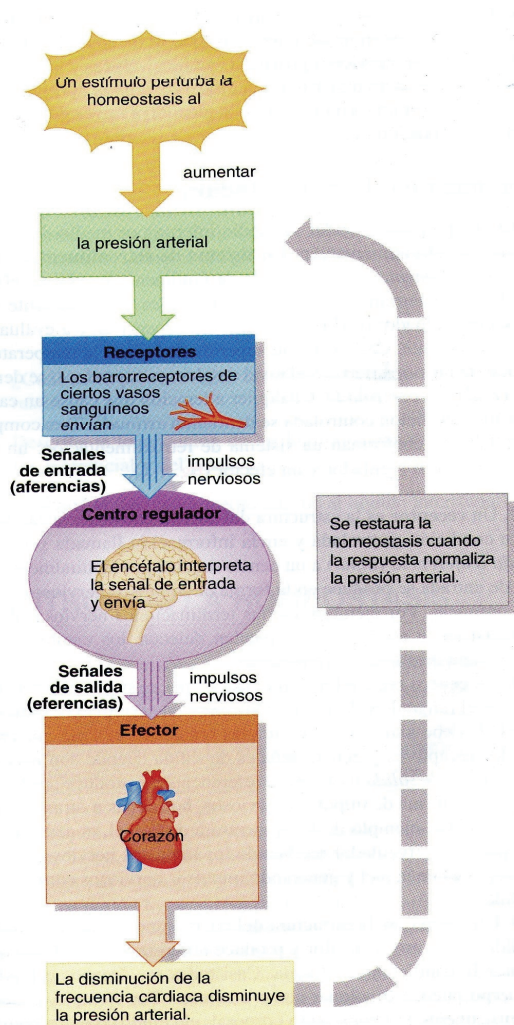 Un estímulo perturba la
homeostasis al
aumentar
la presión arterial
Receptores
Los barorreceptores de
ciertos vasos
sanguíneos
envían
Señales
de entrada
(aferencias)
impulsos
nerviosos
Centro regulador
El encéfalo interpreta
la señal de entrada
y envía
Señales
de salida
(eferencias)
impulsos
nerviosos
Efector
Corazón
La disminución de la
frecuencia cardiaca disminuye
la presión arterial.
Se restaura la
homeostasis cuando
la respuesta normaliza
la presión arterial.